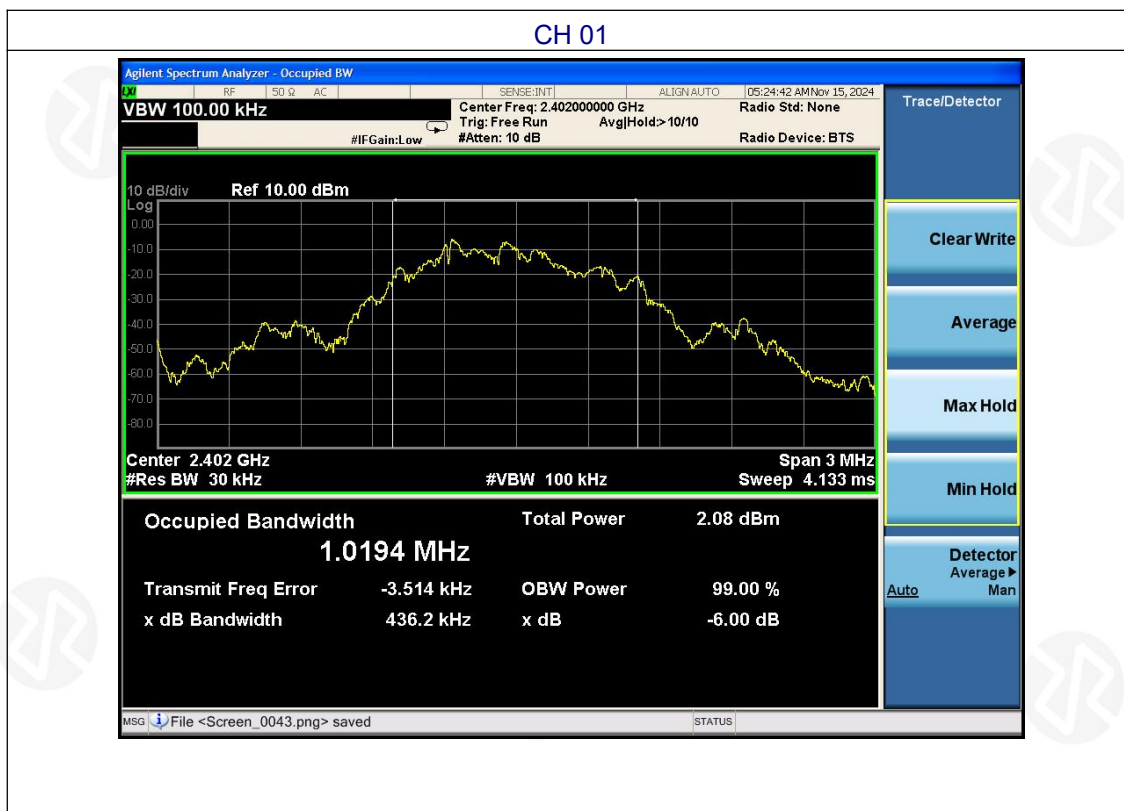 CH 01
Agilent Spectrum Analyzer - Occupied BW
LXI RF 50 Ω AC SENSE:INT ALIGN AUTO 05:24:42 AM Nov 15, 2024
VBW 100.00 kHz Center Freq: 2.402000000 GHz Radio Std: None
Trig: Free Run Avg|Hold:> 10/10
#IFGain:Low #Atten: 10 dB Radio Device: BTS
Trace/Detector
10 dB/div Ref 10.00 dBm
Log
0.00
-10.0
-20.0
-30.0
-40.0
-50.0
-60.0
-70.0
-80.0
Center 2.402 GHz Span 3 MHz
#Res BW 30 kHz #VBW 100 kHz Sweep 4.133 ms
Occupied Bandwidth Total Power 2.08 dBm
1.0194 MHz
Transmit Freq Error -3.514 kHz OBW Power 99.00 %
x dB Bandwidth 436.2 kHz x dB -6.00 dB
Clear Write
Average
Max Hold
Min Hold
Detector
Average▶
Auto Man
MSG File <Screen_0043.png> saved STATUS